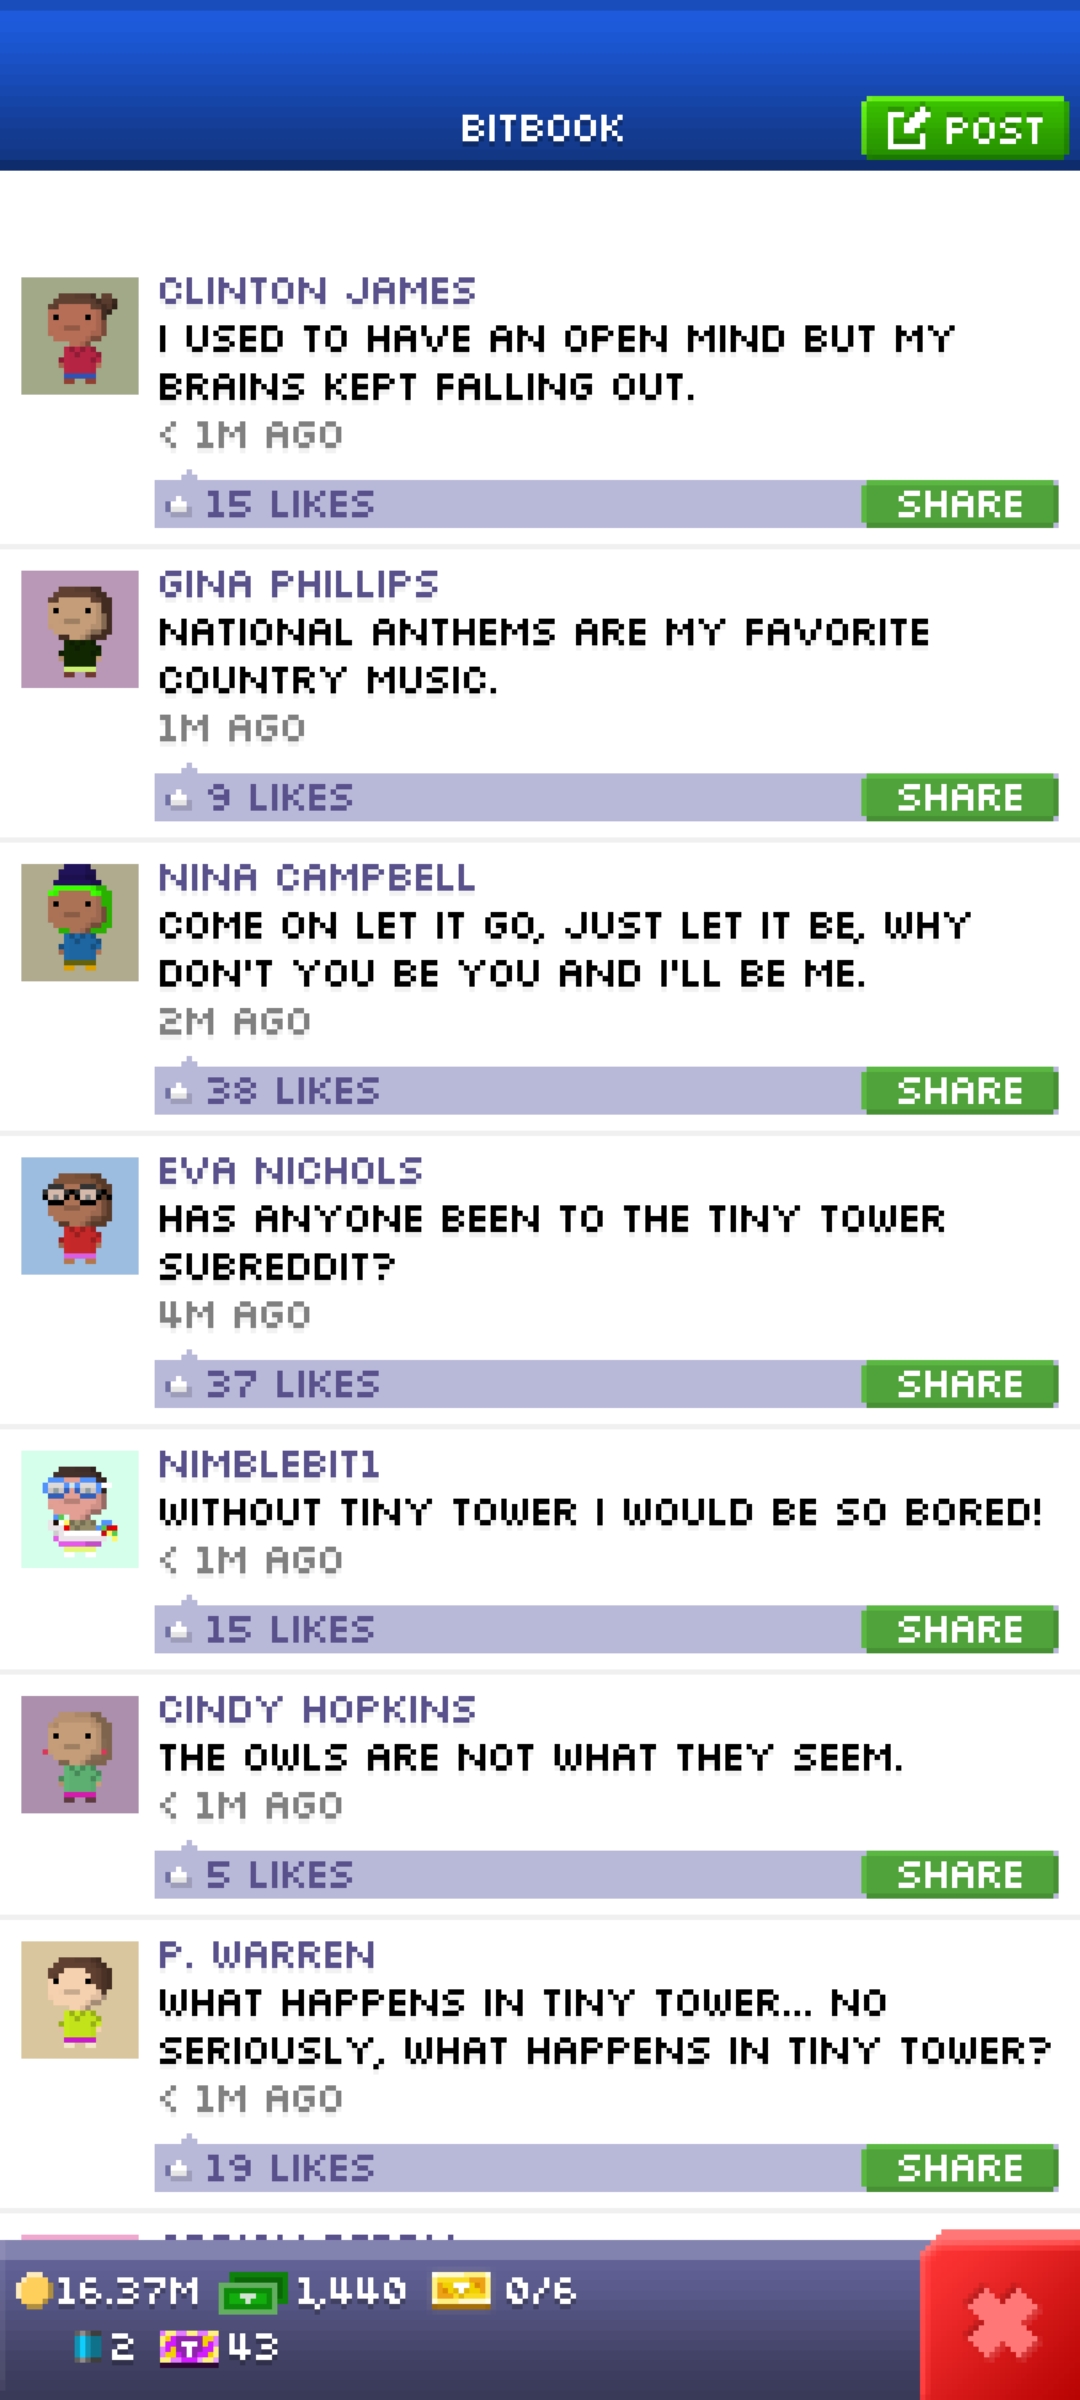 BITBOOK
POST
CLINTON JAMES
I USED TO HAVE AN OPEN MIND BUT MY
BRAINS KEPT FALLING OUT.
< 1M AGO
15 LIKES
SHARE
GINA PHILLIPS
NATIONAL ANTHEMS ARE MY FAVORITE
COUNTRY MUSIC.
1M AGO
9 LIKES
SHARE
NINA CAMPBELL
COME ON LET IT GO, JUST LET IT BE, WHY
DON'T YOU BE YOU AND I'LL BE ME.
2M AGO
38 LIKES
SHARE
EVA NICHOLS
HAS ANYONE BEEN TO THE TINY TOWER
SUBREDDIT?
4M AGO
37 LIKES
SHARE
NIMBLEBIT1
WITHOUT TINY TOWER I WOULD BE SO BORED!
< 1M AGO
15 LIKES
SHARE
CINDY HOPKINS
THE OWLS ARE NOT WHAT THEY SEEM.
< 1M AGO
5 LIKES
SHARE
P. WARREN
WHAT HAPPENS IN TINY TOWER... NO
SERIOUSLY, WHAT HAPPENS IN TINY TOWER?
< 1M AGO
19 LIKES
SHARE
16.37M 1,440 0/6
2 43